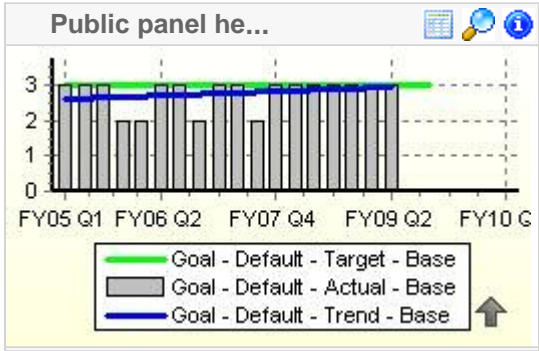 Public panel he...
3
2
1
0
FY05 Q1 FY06 Q2 FY07 Q4 FY09 Q2 FY10 Q
Goal - Default - Target - Base
Goal - Default - Actual - Base
Goal - Default - Trend - Base